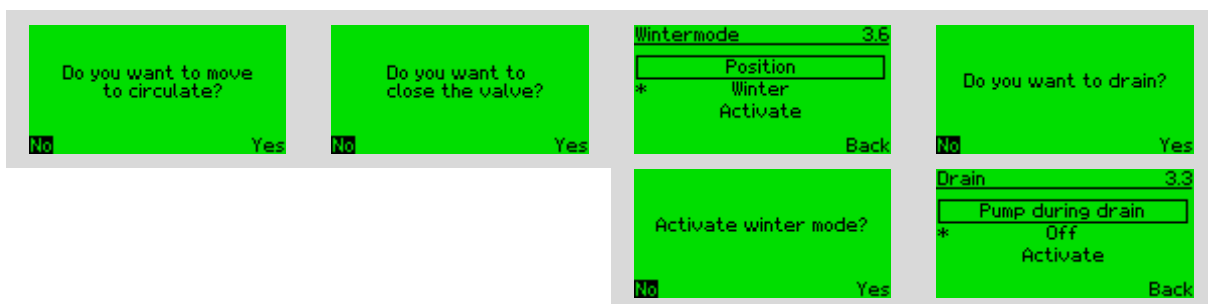 Do you want to move
to circulate?
No Yes
Do you want to
close the valve?
No Yes
Wintermode 3.6
Position
* Winter
Activate
Back
Do you want to drain?
No Yes
Activate winter mode?
No Yes
Drain 3.3
Pump during drain
* Off
Activate
Back